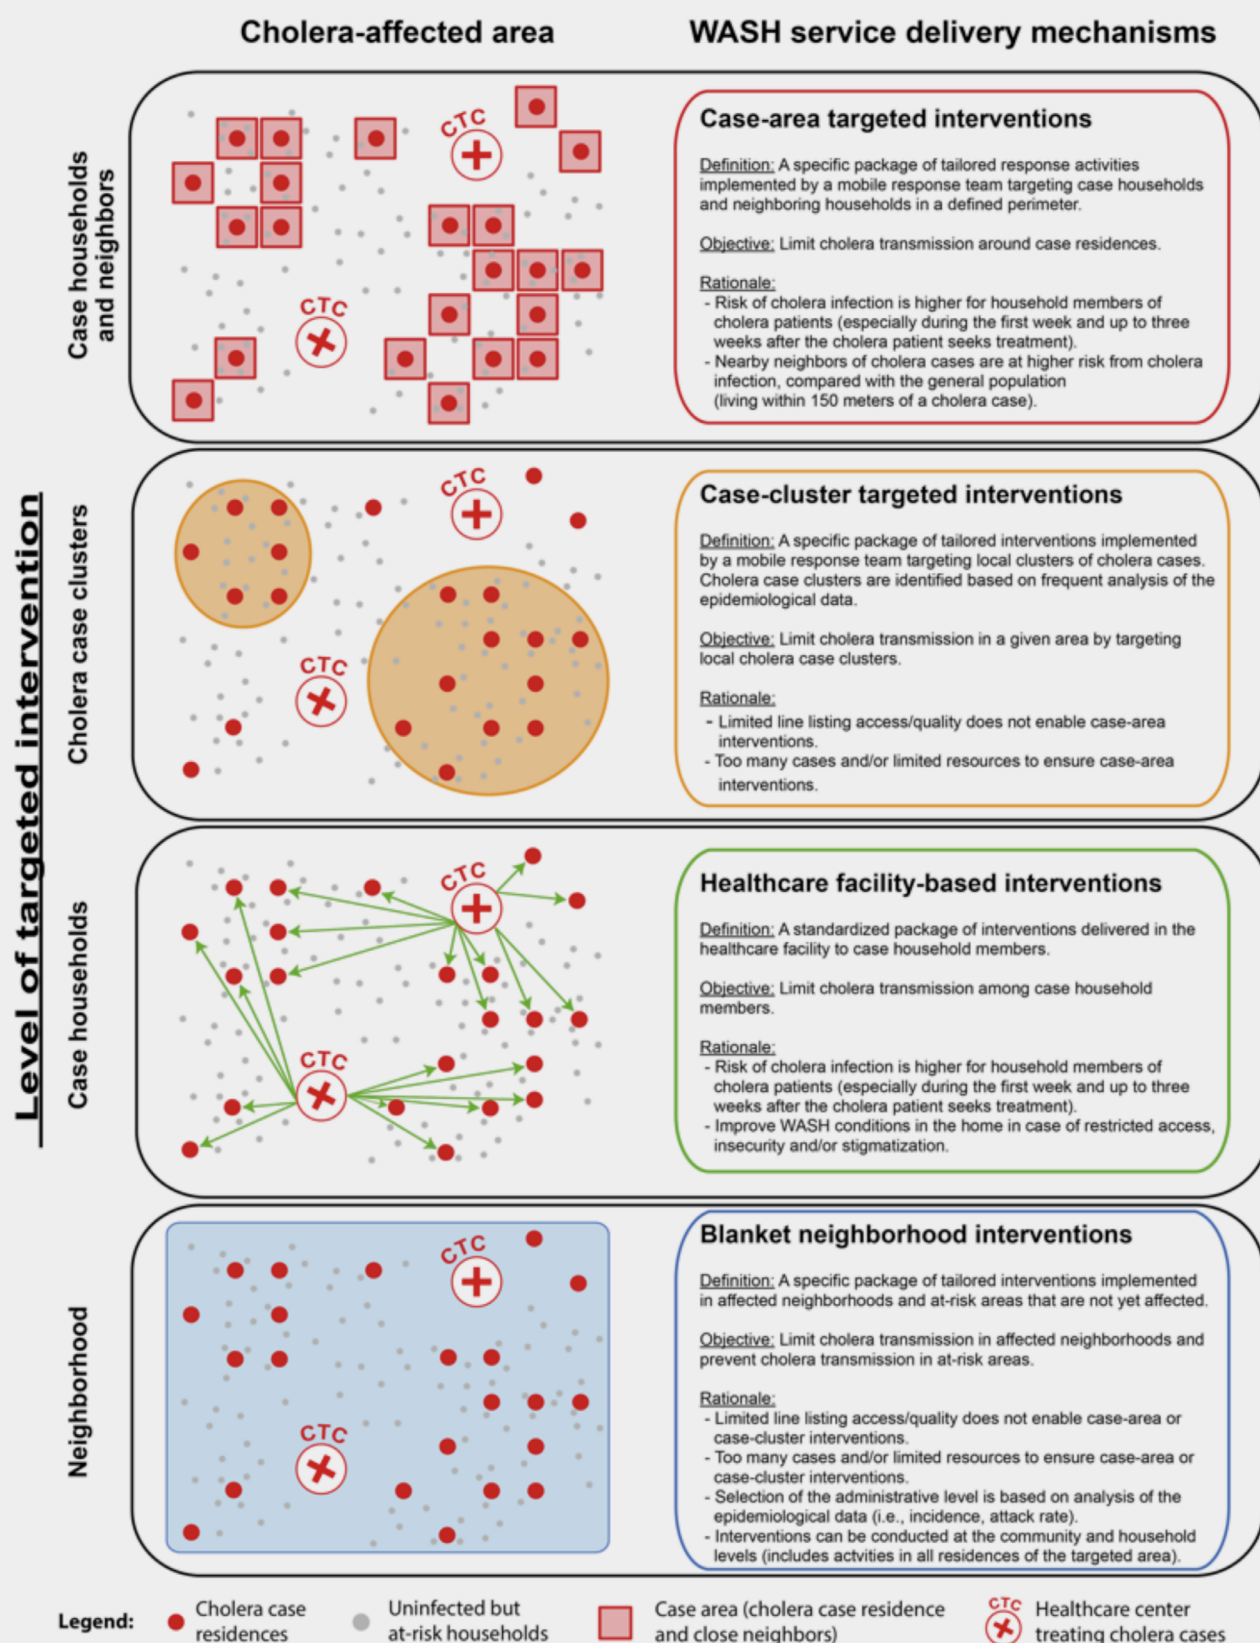 Cholera-affected area
WASH service delivery mechanisms
Level of targeted intervention
Case households
and neighbors
CTC
CTC
Case-area targeted interventions
Definition: A specific package of tailored response activities
implemented by a mobile response team targeting case households
and neighboring households in a defined perimeter.
Objective: Limit cholera transmission around case residences.
Rationale:
- Risk of cholera infection is higher for household members of
cholera patients (especially during the first week and up to three
weeks after the cholera patient seeks treatment).
- Nearby neighbors of cholera cases are at higher risk from cholera
infection, compared with the general population
(living within 150 meters of a cholera case).
Cholera case clusters
CTC
CTC
Case-cluster targeted interventions
Definition: A specific package of tailored interventions implemented
by a mobile response team targeting local clusters of cholera cases.
Cholera case clusters are identified based on frequent analysis of the
epidemiological data.
Objective: Limit cholera transmission in a given area by targeting
local cholera case clusters.
Rationale:
- Limited line listing access/quality does not enable case-area
interventions.
- Too many cases and/or limited resources to ensure case-area
interventions.
Case households
CTC
CTC
Healthcare facility-based interventions
Definition: A standardized package of interventions delivered in the
healthcare facility to case household members.
Objective: Limit cholera transmission among case household
members.
Rationale:
- Risk of cholera infection is higher for household members of
cholera patients (especially during the first week and up to three
weeks after the cholera patient seeks treatment).
- Improve WASH conditions in the home in case of restricted access,
insecurity and/or stigmatization.
Neighborhood
CTC
CTC
Blanket neighborhood interventions
Definition: A specific package of tailored interventions implemented
in affected neighborhoods and at-risk areas that are not yet affected.
Objective: Limit cholera transmission in affected neighborhoods and
prevent cholera transmission in at-risk areas.
Rationale:
- Limited line listing access/quality does not enable case-area or
case-cluster interventions.
- Too many cases and/or limited resources to ensure case-area or
case-cluster interventions.
- Selection of the administrative level is based on analysis of the
epidemiological data (i.e., incidence, attack rate).
- Interventions can be conducted at the community and household
levels (includes actvities in all residences of the targeted area).
Legend:
Cholera case
residences
Uninfected but
at-risk households
Case area (cholera case residence
and close neighbors)
CTC
Healthcare center
treating cholera cases